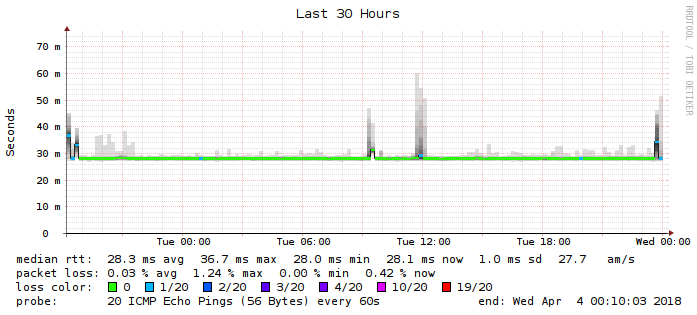 Last 30 Hours
RRDTOOL / TOBI OETIKER
Seconds
70 m
60 m
50 m
40 m
30 m
20 m
10 m
0
Tue 00:00 Tue 06:00 Tue 12:00 Tue 18:00 Wed 00:00
median rtt: 28.3 ms avg 36.7 ms max 28.0 ms min 28.1 ms now 1.0 ms sd 27.7 am/s
packet loss: 0.03 % avg 1.24 % max 0.00 % min 0.42 % now
loss color: 0 1/20 2/20 3/20 4/20 10/20 19/20
probe: 20 ICMP Echo Pings (56 Bytes) every 60s end: Wed Apr 4 00:10:03 2018